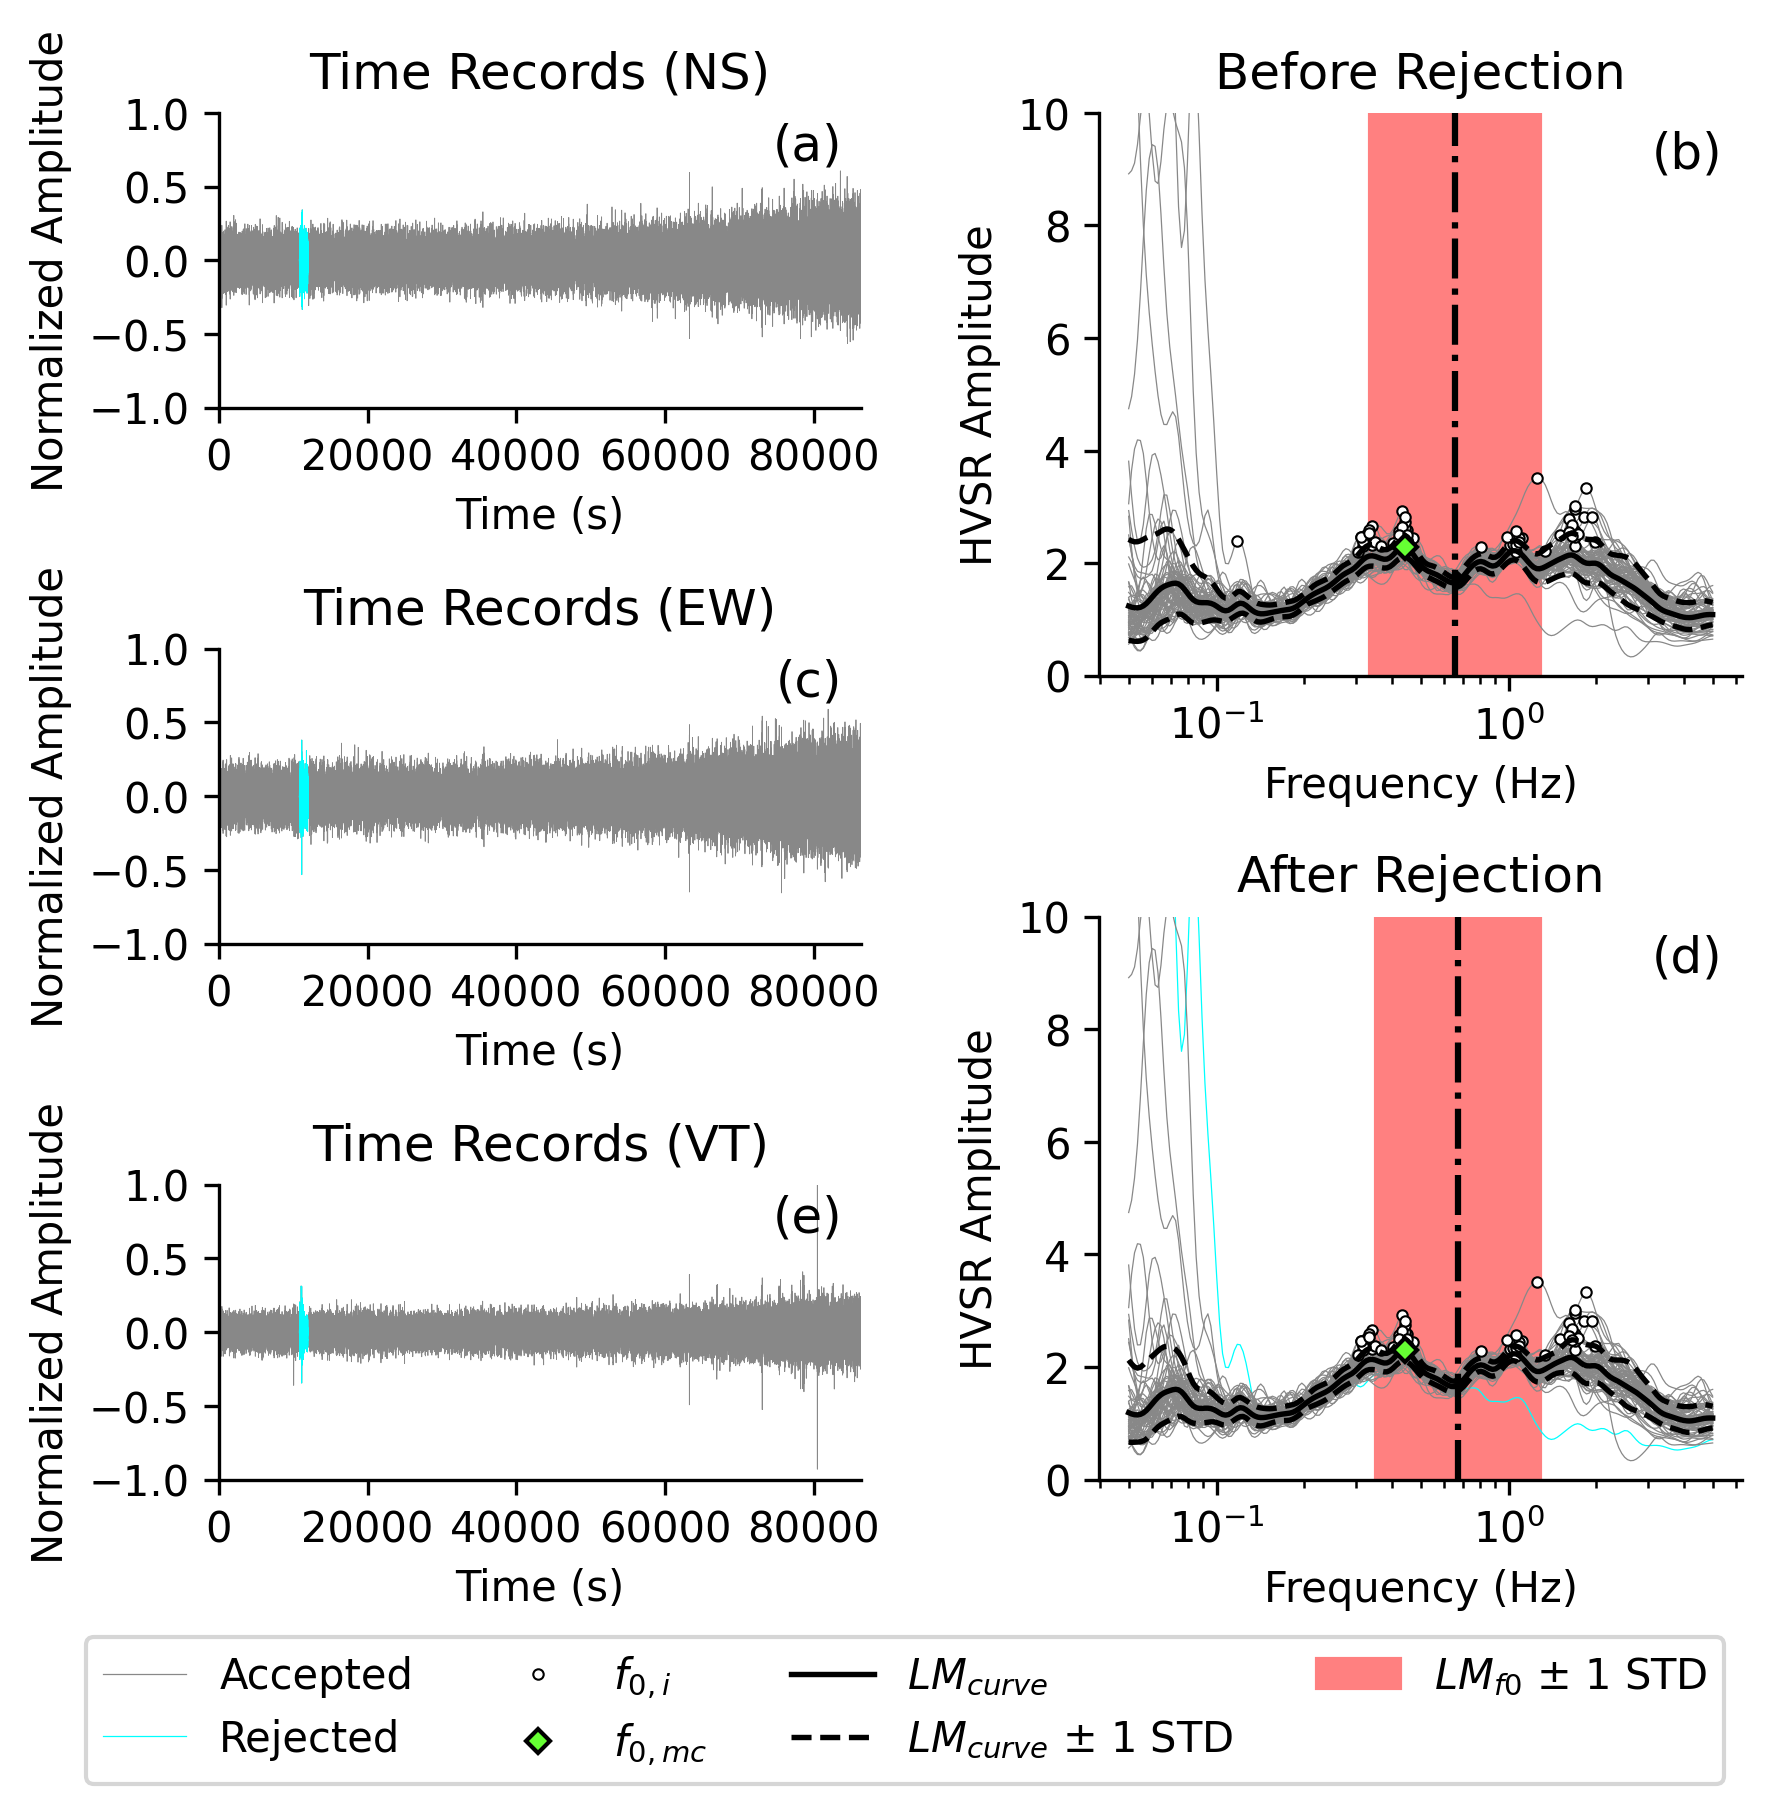 Time Records (NS)
Normalized Amplitude
1.0
0.5
0.0
−0.5
−1.0
(a)
0 20000 40000 60000 80000
Time (s)
Before Rejection
HVSR Amplitude
10
8
6
4
2
0
(b)
10⁻¹ 10⁰
Frequency (Hz)
Time Records (EW)
Normalized Amplitude
1.0
0.5
0.0
−0.5
−1.0
(c)
0 20000 40000 60000 80000
Time (s)
After Rejection
HVSR Amplitude
10
8
6
4
2
0
(d)
10⁻¹ 10⁰
Frequency (Hz)
Time Records (VT)
Normalized Amplitude
1.0
0.5
0.0
−0.5
−1.0
(e)
0 20000 40000 60000 80000
Time (s)
Accepted
Rejected
f0,i
f0,mc
LMcurve
LMcurve ± 1 STD
LMf0 ± 1 STD